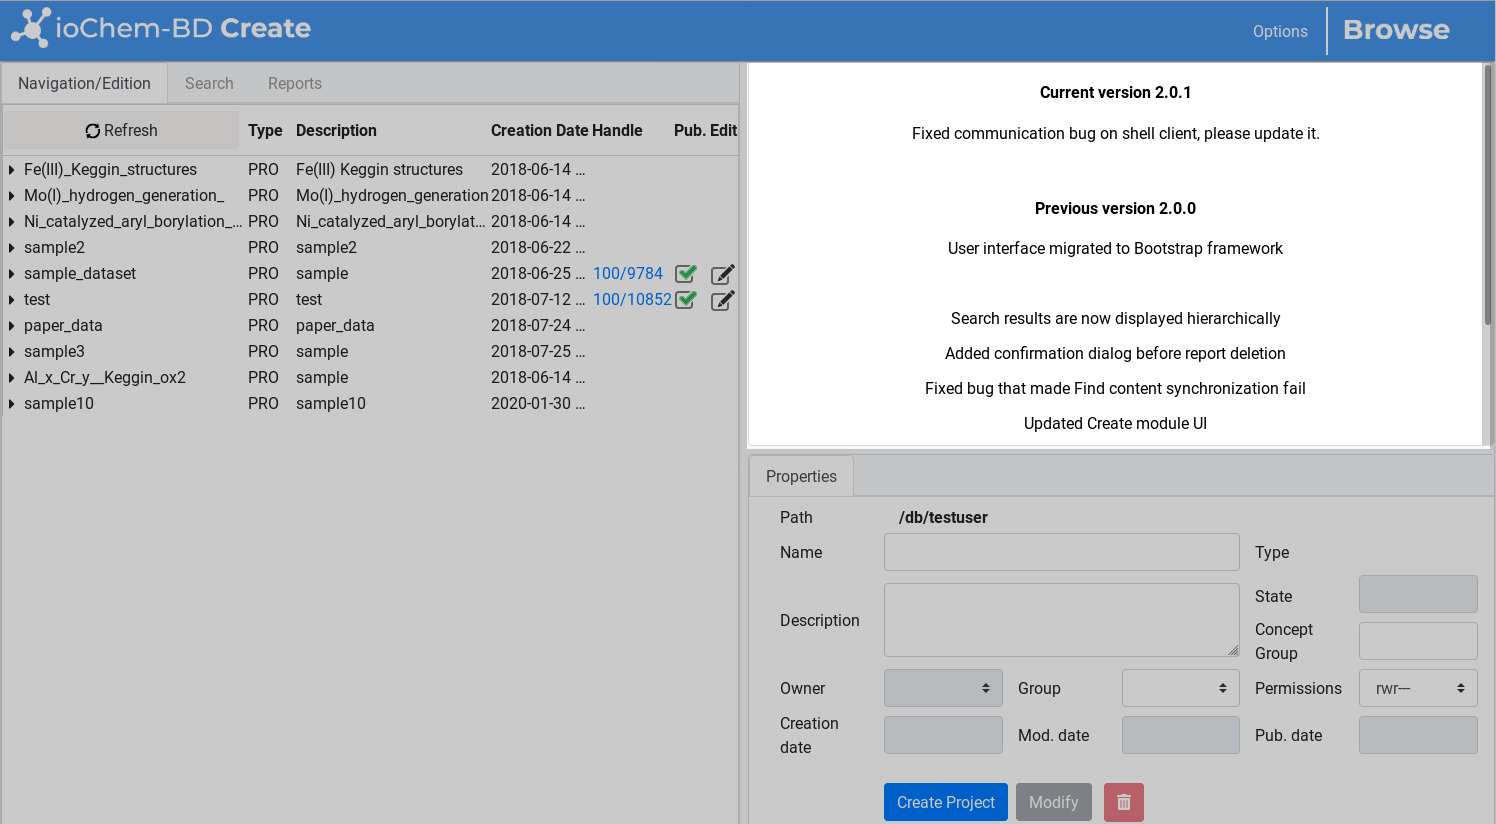 ioChem-BD Create
Options
Browse
Navigation/Edition
Search
Reports
Refresh Type Description Creation Date Handle Pub. Edit
Fe(III)_Keggin_structures PRO Fe(III) Keggin structures 2018-06-14 ...
Mo(I)_hydrogen_generation_ PRO Mo(I)_hydrogen_generation 2018-06-14 ...
Ni_catalyzed_aryl_borylation_... PRO Ni_catalyzed_aryl_borylat... 2018-06-14 ...
sample2 PRO sample2 2018-06-22 ...
sample_dataset PRO sample 2018-06-25 ... 100/9784
test PRO test 2018-07-12 ... 100/10852
paper_data PRO paper_data 2018-07-24 ...
sample3 PRO sample 2018-07-25 ...
Al_x_Cr_y__Keggin_ox2 PRO sample 2018-06-14 ...
sample10 PRO sample10 2020-01-30 ...
Current version 2.0.1
Fixed communication bug on shell client, please update it.
Previous version 2.0.0
User interface migrated to Bootstrap framework
Search results are now displayed hierarchically
Added confirmation dialog before report deletion
Fixed bug that made Find content synchronization fail
Updated Create module UI
Properties
Path /db/testuser
Name
Type
Description
State
Concept
Group
Owner
Group
Permissions rwr---
Creation
date
Mod. date
Pub. date
Create Project
Modify